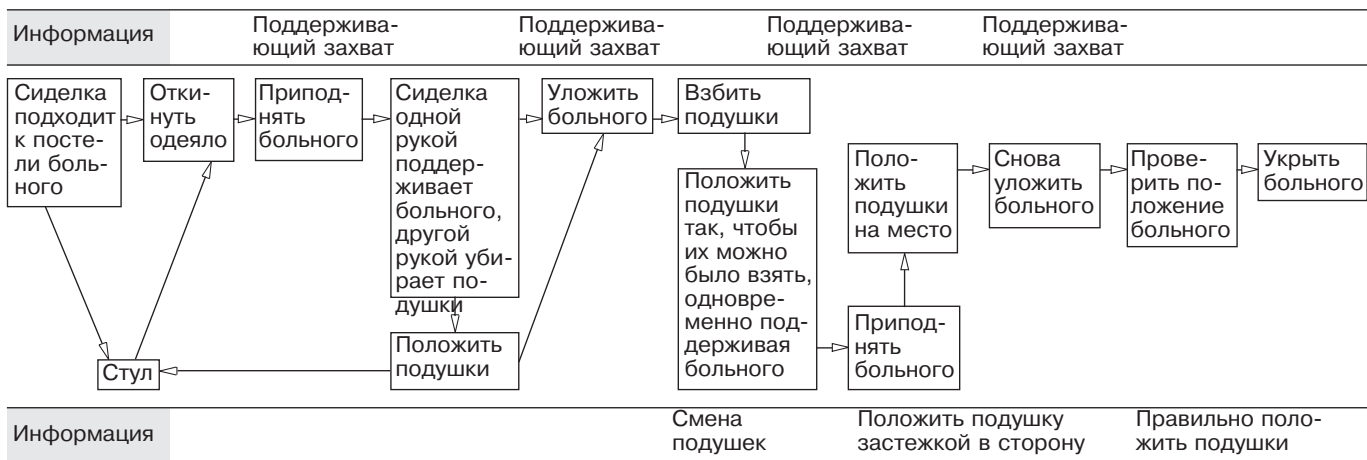 Информация
Поддержива-
ющий захват
Поддержива-
ющий захват
Поддержива-
ющий захват
Поддержива-
ющий захват
Сиделка
подходит
к посте-
ли боль-
ного
Отки-
нуть
одеяло
Припод-
нять
больного
Сиделка
одной
рукой
поддер-
живает
больного,
другой
рукой уби-
рает по-
душки
Уложить
больного
Взбить
подушки
Стул
Положить
подушки
Положить
подушки
так, чтобы
их можно
было взять,
одновре-
менно под-
держивая
больного
Припод-
нять
больного
Поло-
жить
подушки
на место
Снова
уложить
больного
Прове-
рить по-
ложение
больного
Укрыть
больного
Информация
Смена
подушек
Положить подушку
застежкой в сторону
Правильно поло-
жить подушки